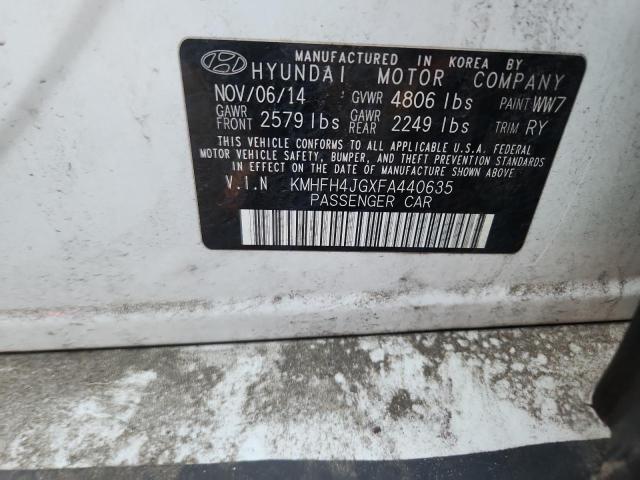 MANUFACTURED IN KOREA BY
HYUNDAI MOTOR COMPANY
NOV/06/14 GVWR 4806 lbs PAINT WW7
GAWR FRONT 2579 lbs GAWR REAR 2249 lbs TRIM RY
THIS VEHICLE CONFORMS TO ALL APPLICABLE U.S.A. FEDERAL
MOTOR VEHICLE SAFETY, BUMPER, AND THEFT PREVENTION STANDARDS
IN EFFECT ON THE DATE OF MANUFACTURE SHOWN ABOVE.
V.I.N KMHFH4JGXFA440635
PASSENGER CAR